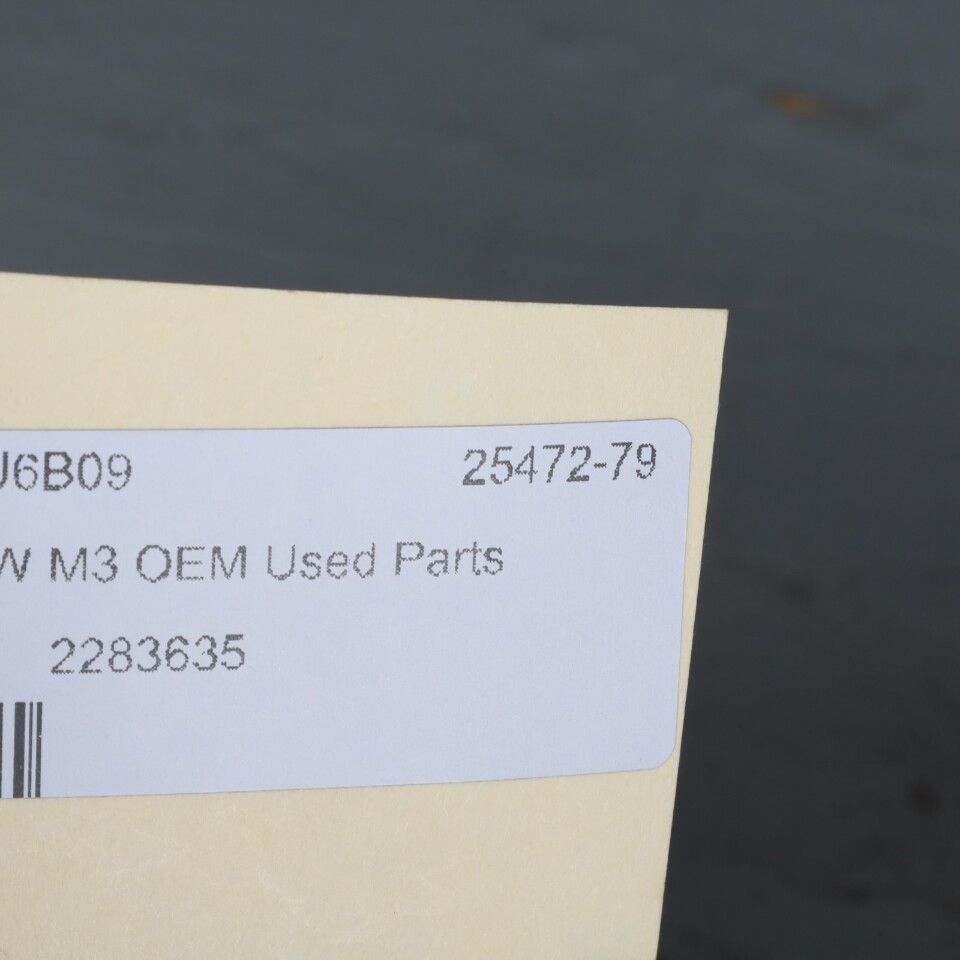 J6B09 25472-79
W M3 OEM Used Parts
2283635